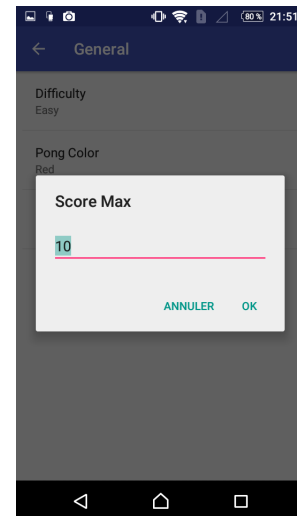 80% 21:51
General
Difficulty
Easy
Pong Color
Red
Score Max
10
ANNULER OK